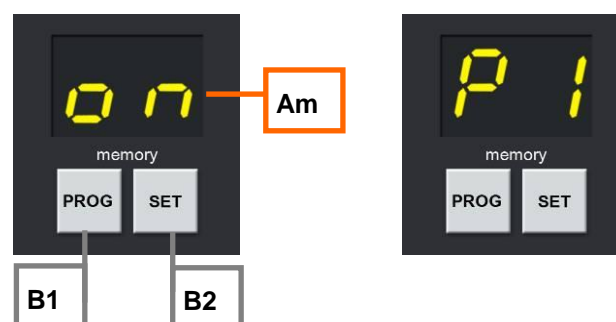 on
Am
memory
PROG SET
B1 B2
P1
memory
PROG SET